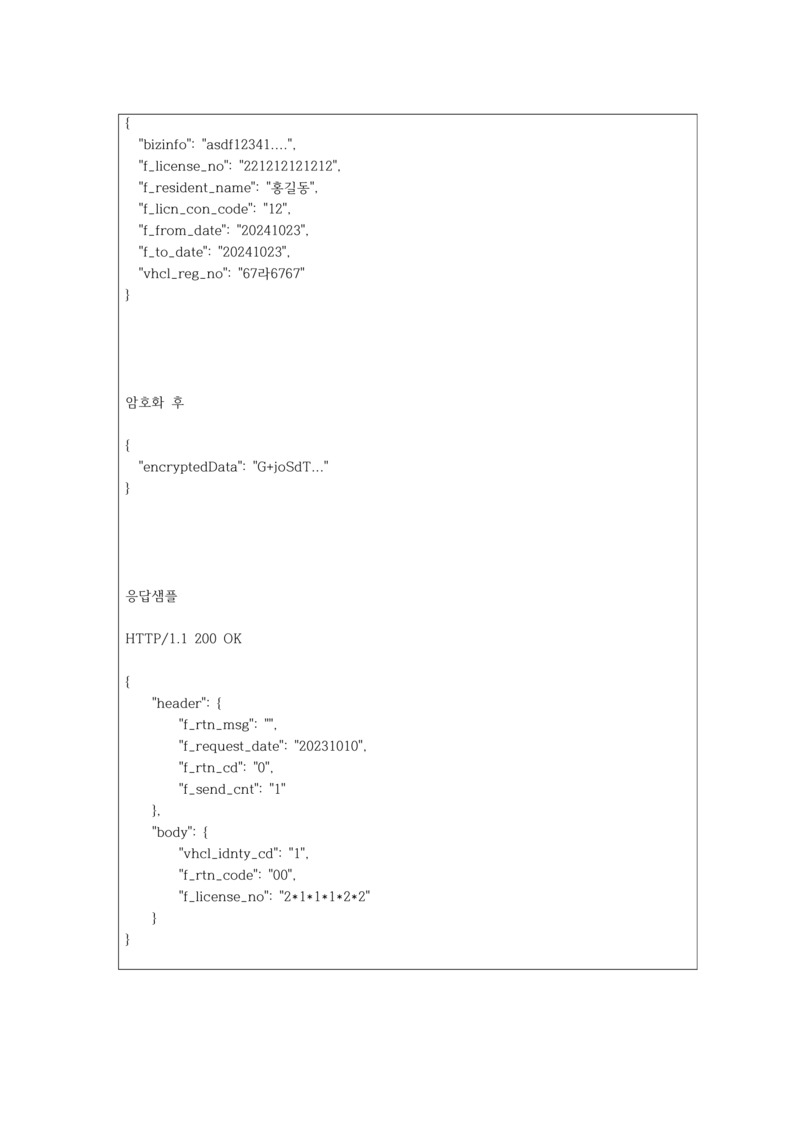 {
  "bizinfo": "asdf12341....",
  "f_license_no": "221212121212",
  "f_resident_name": "홍길동",
  "f_licn_con_code": "12",
  "f_from_date": "20241023",
  "f_to_date": "20241023",
  "vhcl_reg_no": "67라6767"
}
암호화 후
{
  "encryptedData": "G+joSdT..."
}
응답샘플
HTTP/1.1 200 OK
{
    "header": {
        "f_rtn_msg": "",
        "f_request_date": "20231010",
        "f_rtn_cd": "0",
        "f_send_cnt": "1"
    },
    "body": {
        "vhcl_idnty_cd": "1",
        "f_rtn_code": "00",
        "f_license_no": "2*1*1*1*2*2"
    }
}